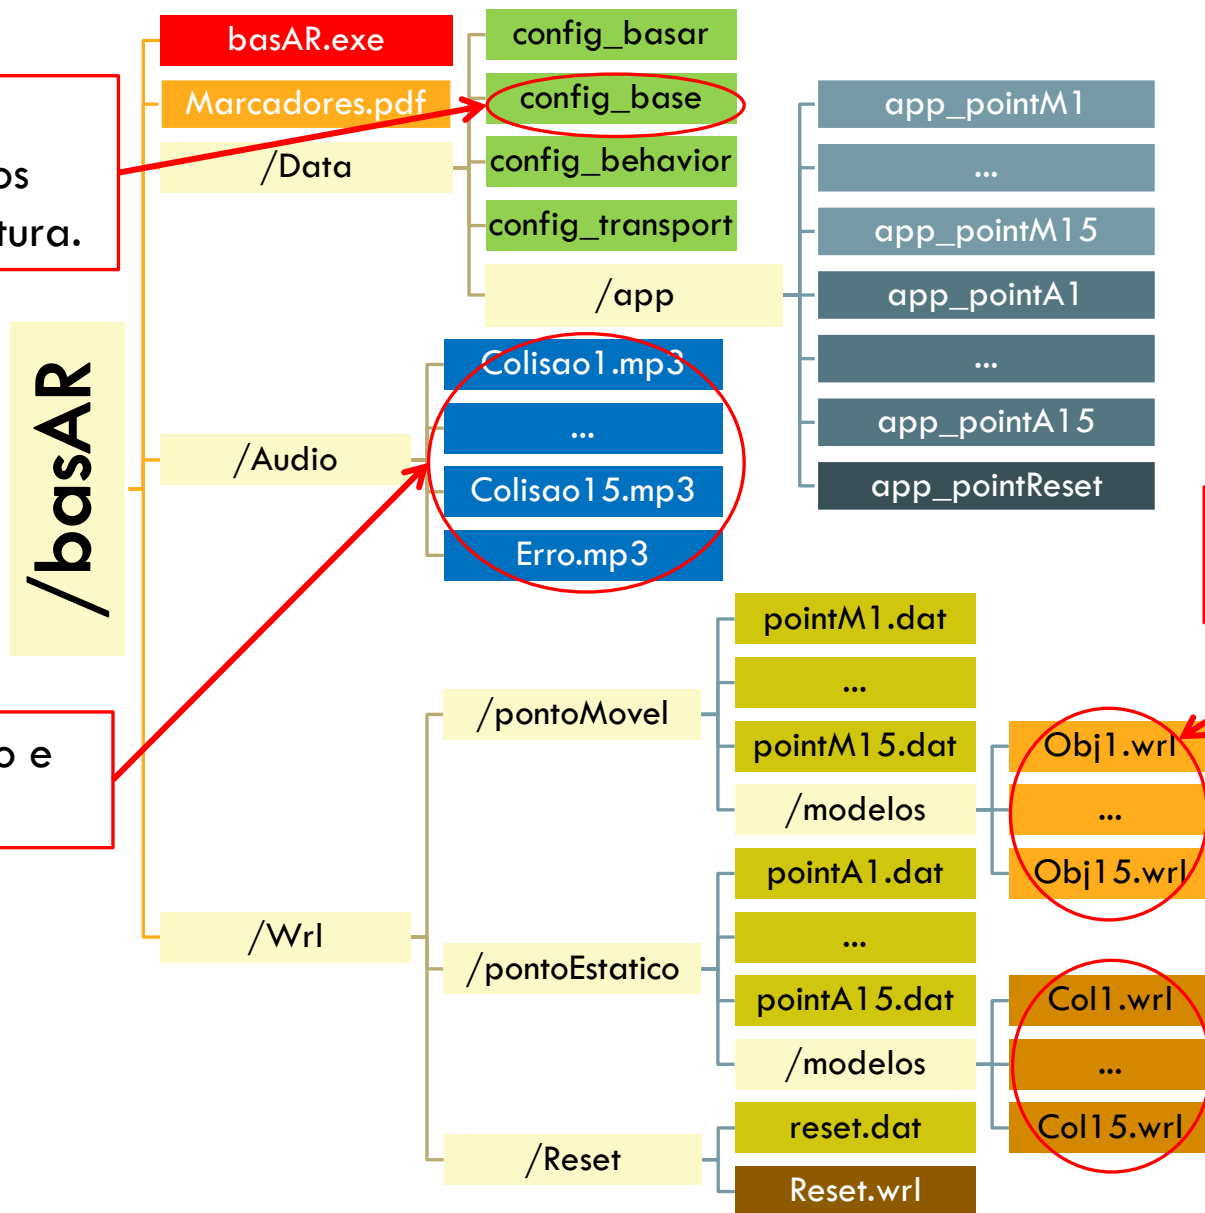 /basAR
basAR.exe
Marcadores.pdf
/Data
config_basar
config_base
config_behavior
config_transport
/app
app_pointM1
...
app_pointM15
app_pointA1
...
app_pointA15
app_pointReset
/Audio
Colisao1.mp3
...
Colisao15.mp3
Erro.mp3
/Wrl
/pontoMovel
pointM1.dat
...
pointM15.dat
/modelos
Obj1.wrl
...
Obj15.wrl
/pontoEstatico
pointA1.dat
...
pointA15.dat
/modelos
Col1.wrl
...
Col15.wrl
/Reset
reset.dat
Reset.wrl
os
tura.
o e